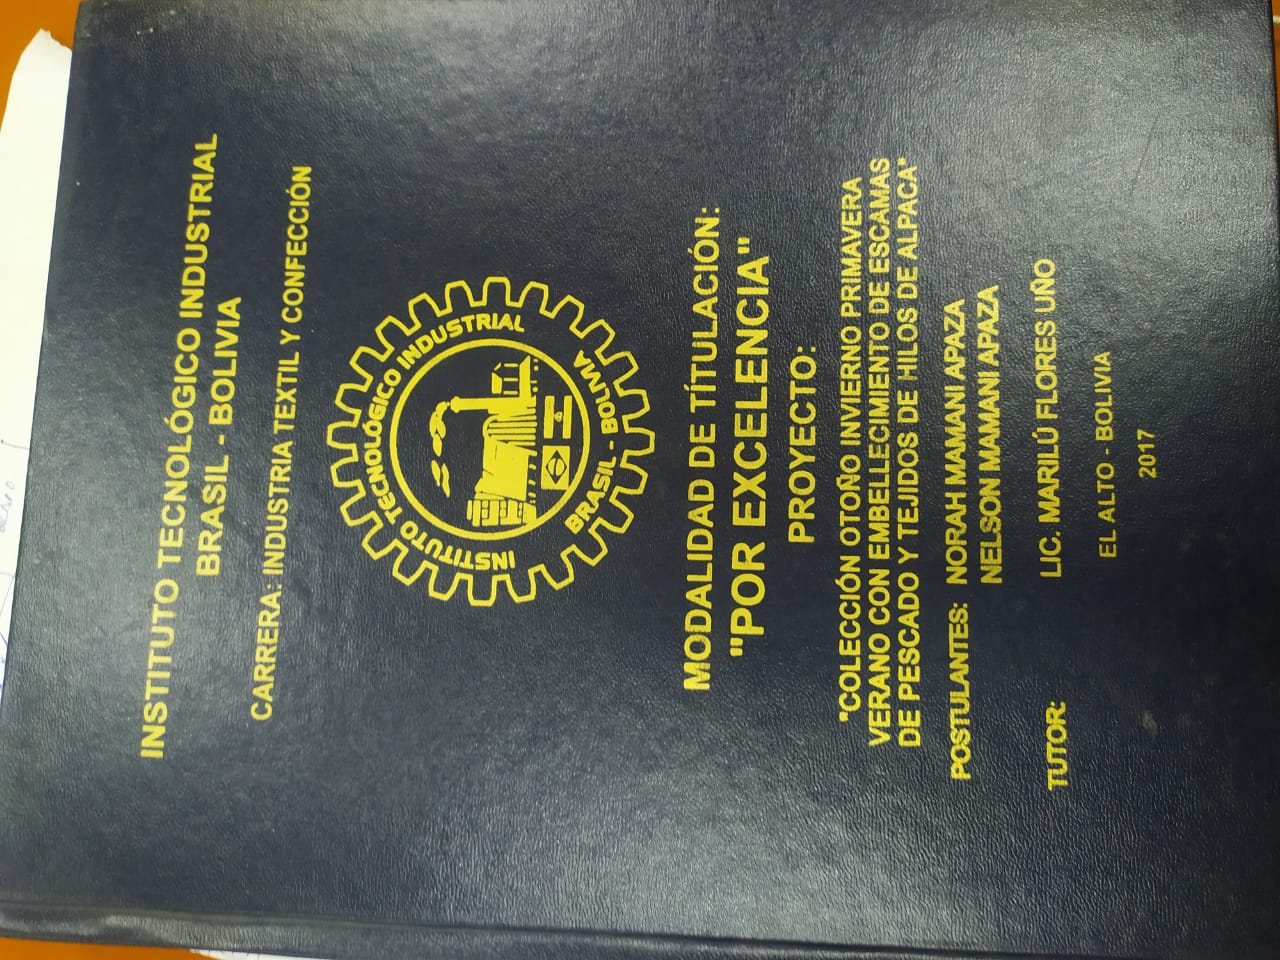 INSTITUTO TECNOLÓGICO INDUSTRIAL
BRASIL - BOLIVIA
CARRERA: INDUSTRIA TEXTIL Y CONFECCIÓN
INSTITUTO TECNOLÓGICO INDUSTRIAL
BRASIL - BOLIVIA
MODALIDAD DE TÍTULACIÓN:
"POR EXCELENCIA"
PROYECTO:
"COLECCIÓN OTOÑO INVIERNO PRIMAVERA
VERANO CON EMBELLECIMIENTO DE ESCAMAS
DE PESCADO Y TEJIDOS DE HILOS DE ALPACA"
POSTULANTES: NORAH MAMANI APAZA
NELSON MAMANI APAZA
TUTOR: LIC. MARILÚ FLORES UÑO
EL ALTO - BOLIVIA
2017